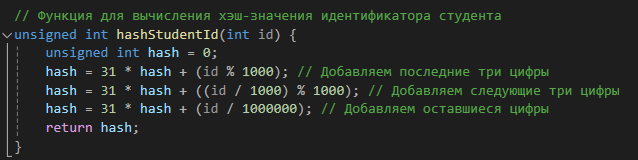 // Функция для вычисления хэш-значения идентификатора студента
unsigned int hashStudentId(int id) {
    unsigned int hash = 0;
    hash = 31 * hash + (id % 1000); // Добавляем последние три цифры
    hash = 31 * hash + ((id / 1000) % 1000); // Добавляем следующие три цифры
    hash = 31 * hash + (id / 1000000); // Добавляем оставшиеся цифры
    return hash;
}